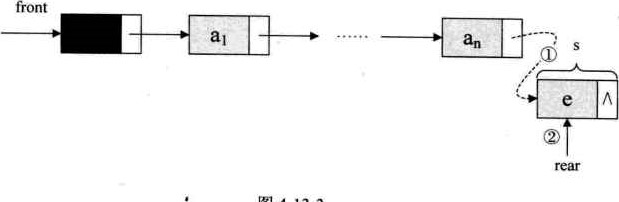 front
a1 ...... an ① s
e ∧
②
rear
图 4-13-3